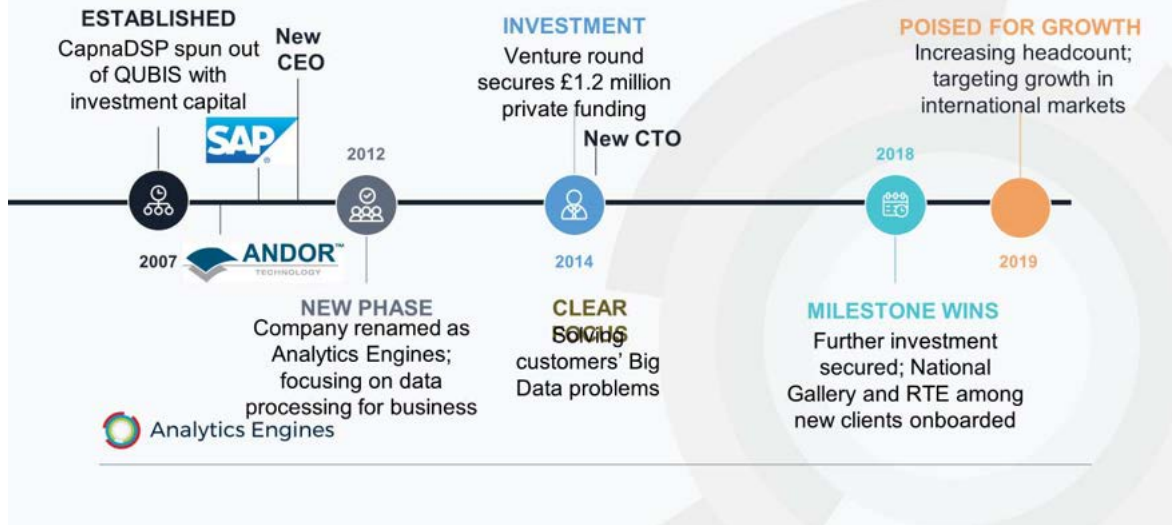 ESTABLISHED
CapnaDSP spun out
of QUBIS with
investment capital
New
CEO
SAP
®
2007
ANDOR™
TECHNOLOGY
2012
NEW PHASE
Company renamed as
Analytics Engines;
focusing on data
processing for business
INVESTMENT
Venture round
secures £1.2 million
private funding
New CTO
2014
CLEAR
FOCUS
Solving
customers’ Big
Data problems
2018
MILESTONE WINS
Further investment
secured; National
Gallery and RTE among
new clients onboarded
POISED FOR GROWTH
Increasing headcount;
targeting growth in
international markets
2019
Analytics Engines